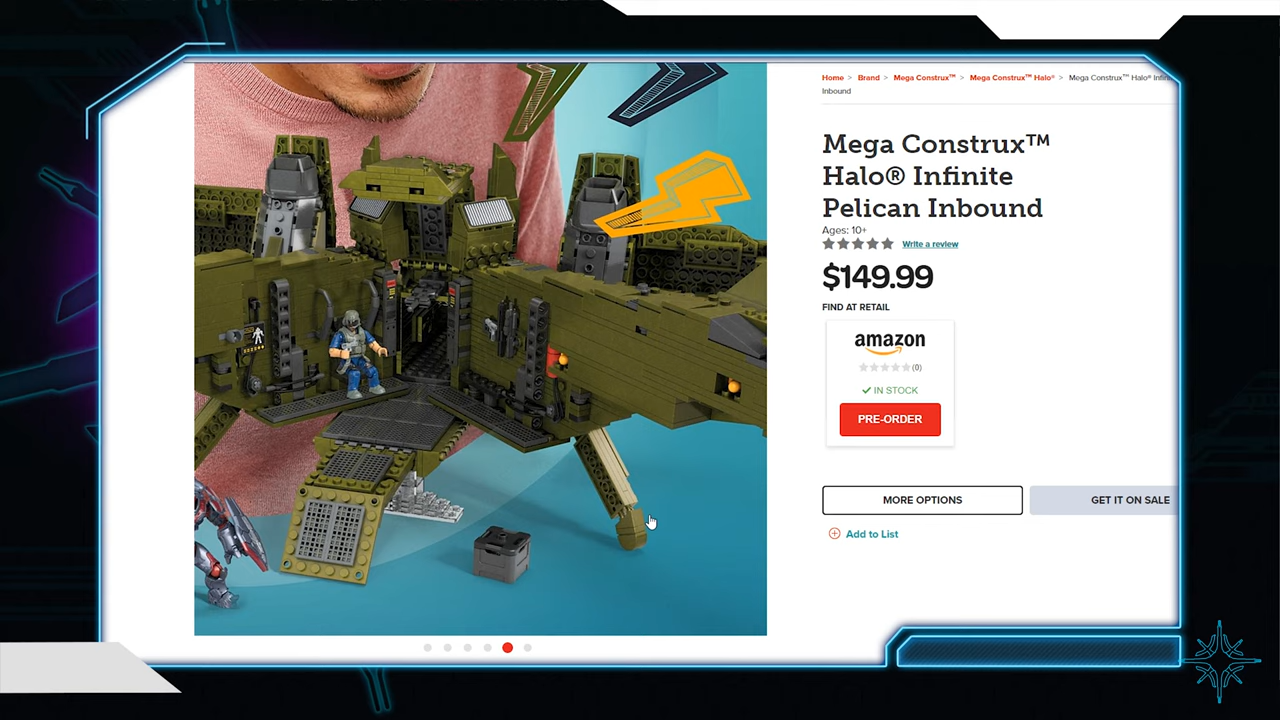 Home > Brand > Mega Construx™ > Mega Construx™ Halo® > Mega Construx™ Halo®
Inbound
Mega Construx™
Halo® Infinite
Pelican Inbound
Ages: 10+
Write a review
$149.99
FIND AT RETAIL
amazon
(0)
IN STOCK
PRE-ORDER
MORE OPTIONS
GET IT ON SALE
Add to List